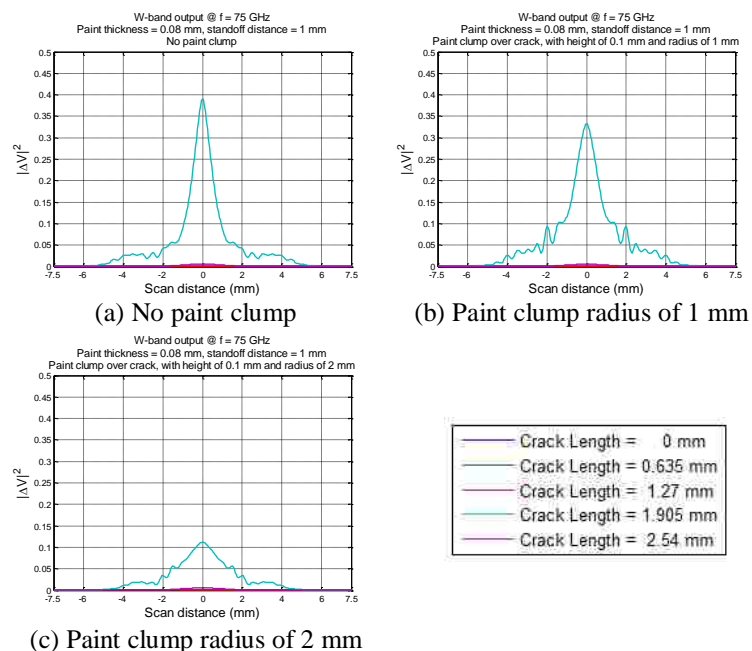 W-band output @ f = 75 GHz
Paint thickness = 0.08 mm, standoff distance = 1 mm
No paint clump
0.5
0.45
0.4
0.35
0.3
0.25
0.2
0.15
0.1
0.05
0
|ΔV|²
-7.5 -6 -4 -2 0 2 4 6 7.5
Scan distance (mm)
(a) No paint clump
W-band output @ f = 75 GHz
Paint thickness = 0.08 mm, standoff distance = 1 mm
Paint clump over crack, with height of 0.1 mm and radius of 1 mm
0.5
0.45
0.4
0.35
0.3
0.25
0.2
0.15
0.1
0.05
0
|ΔV|²
-7.5 -6 -4 -2 0 2 4 6 7.5
Scan distance (mm)
(b) Paint clump radius of 1 mm
W-band output @ f = 75 GHz
Paint thickness = 0.08 mm, standoff distance = 1 mm
Paint clump over crack, with height of 0.1 mm and radius of 2 mm
0.5
0.45
0.4
0.35
0.3
0.25
0.2
0.15
0.1
0.05
0
|ΔV|²
-7.5 -6 -4 -2 0 2 4 6 7.5
Scan distance (mm)
(c) Paint clump radius of 2 mm
Crack Length = 0 mm
Crack Length = 0.635 mm
Crack Length = 1.27 mm
Crack Length = 1.905 mm
Crack Length = 2.54 mm